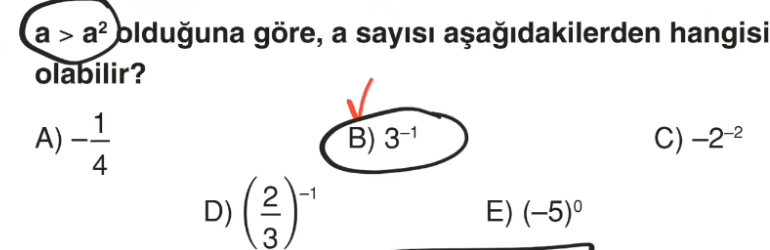 a > a² olduğuna göre, a sayısı aşağıdakilerden hangisi
olabilir?
A) −1/4 B) 3⁻¹ C) −2⁻²
D) (2/3)⁻¹ E) (−5)⁰